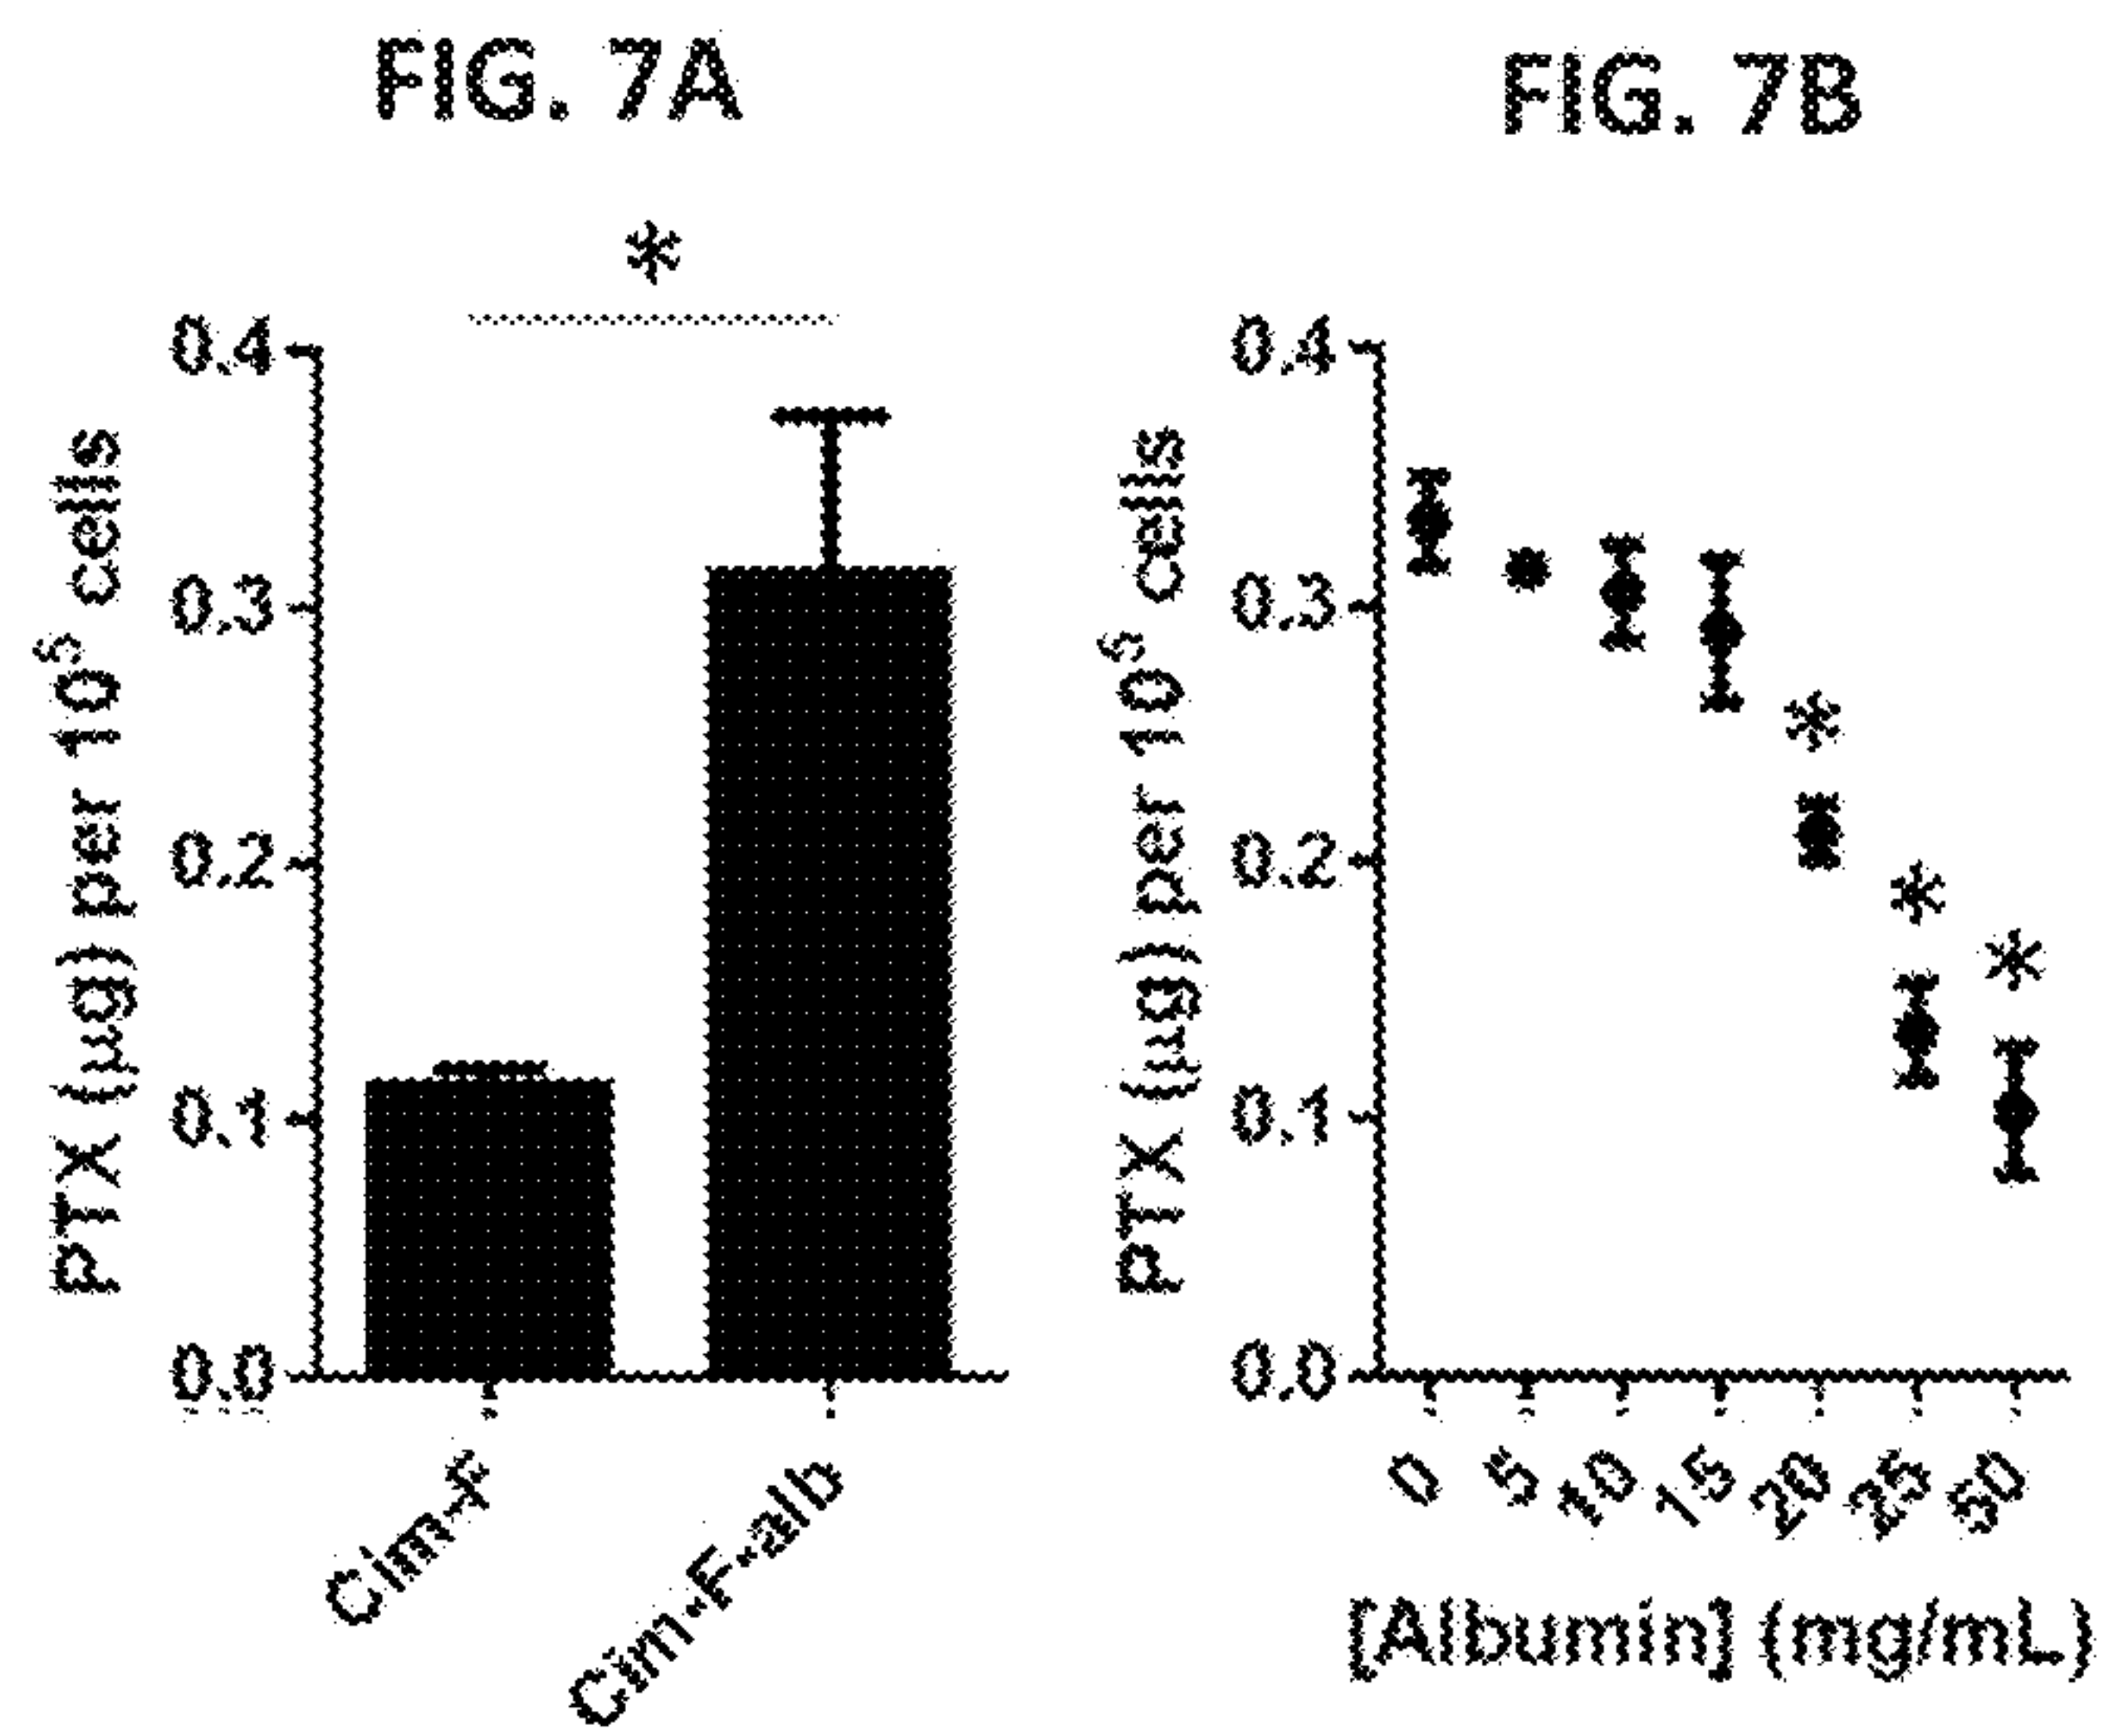 FIG. 7A
*
0.4
0.3
0.2
0.1
0.0
PTX (µg) per 10⁵ cells
Cim-F
Cim-F-alb
FIG. 7B
0.4
0.3
0.2
0.1
0.0
PTX (µg) per 10⁵ cells
*
*
*
0 5 10 15 20 25 50
[Albumin] (mg/mL)